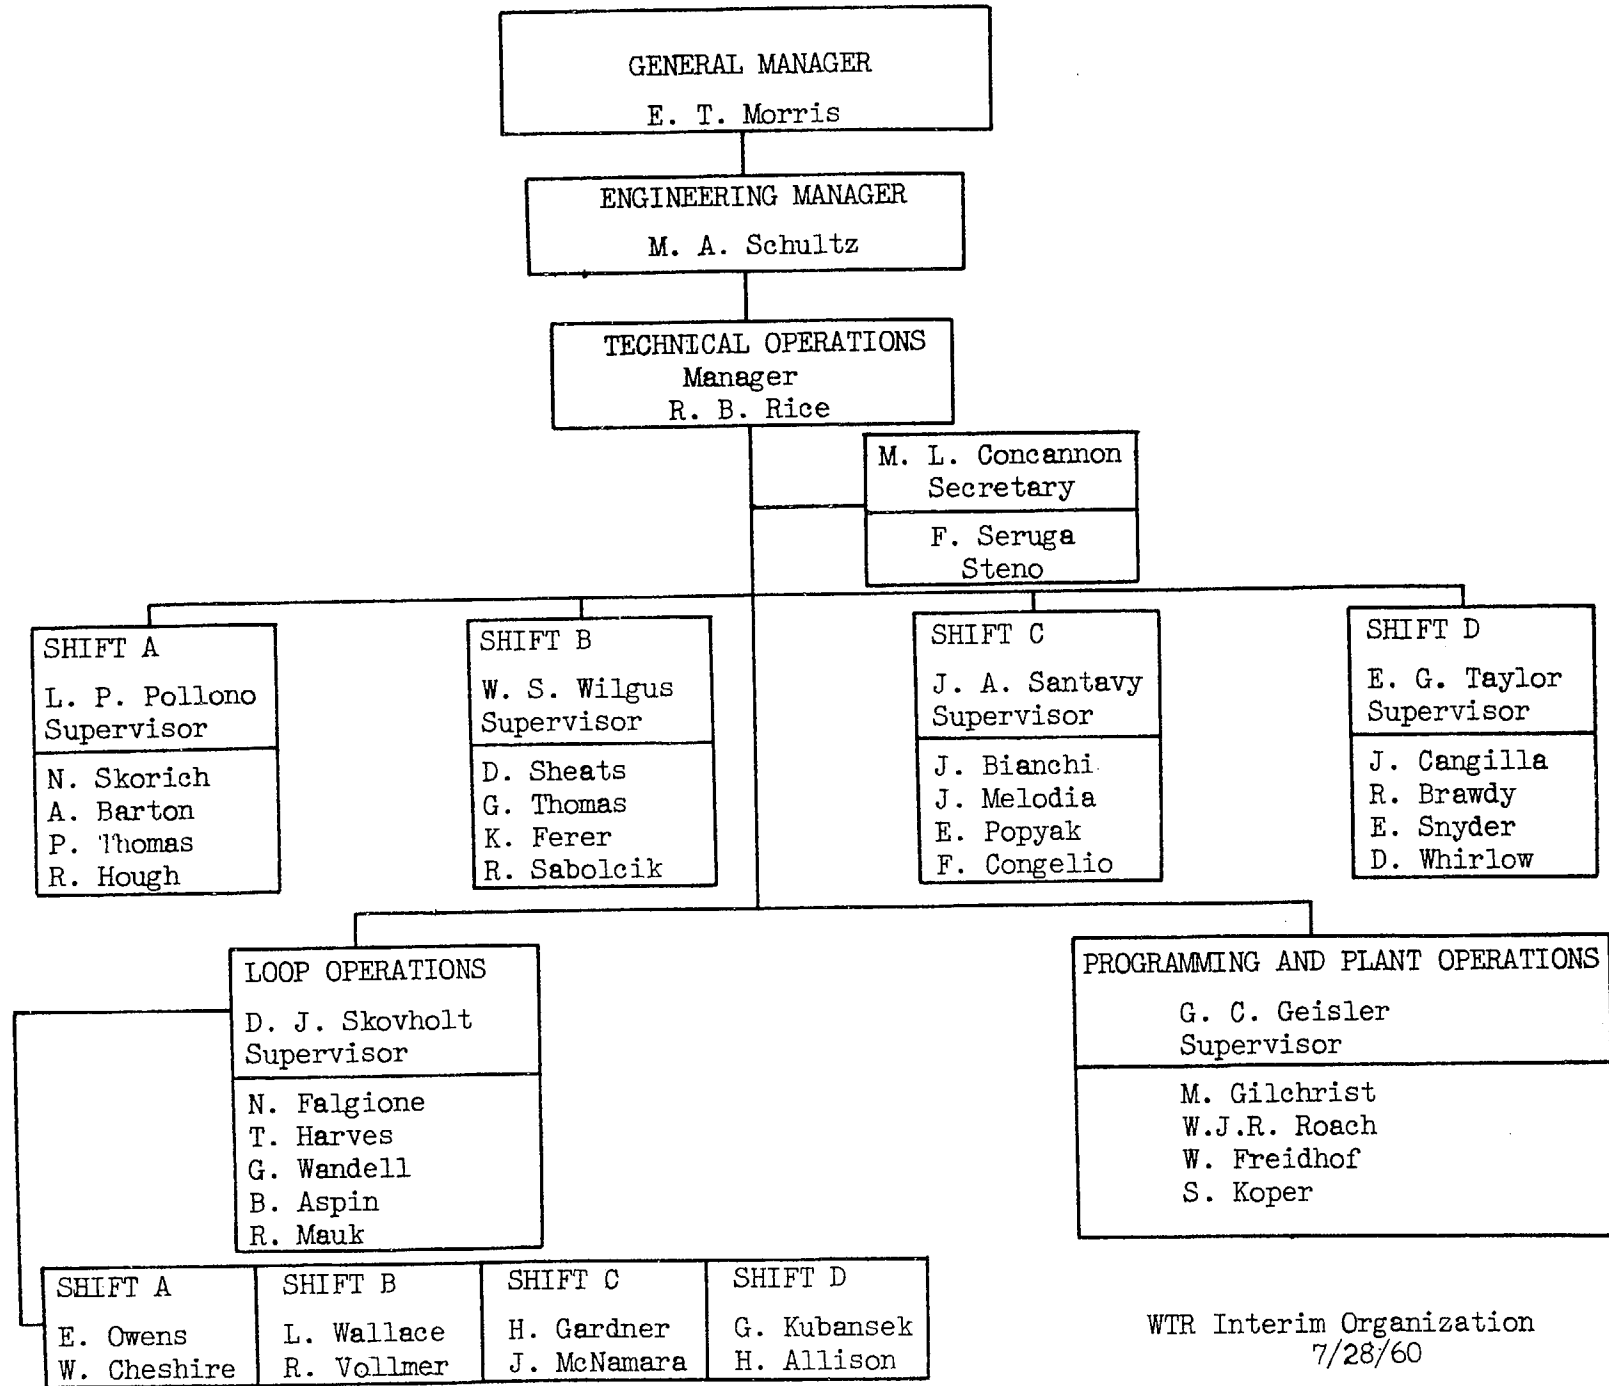 GENERAL MANAGER
E. T. Morris
ENGINEERING MANAGER
M. A. Schultz
TECHNICAL OPERATIONS
Manager
R. B. Rice
M. L. Concannon
Secretary
F. Seruga
Steno
SHIFT A
L. P. Pollono
Supervisor
N. Skorich
A. Barton
P. Thomas
R. Hough
SHIFT B
W. S. Wilgus
Supervisor
D. Sheats
G. Thomas
K. Ferer
R. Sabolcik
SHIFT C
J. A. Santavy
Supervisor
J. Bianchi
J. Melodia
E. Popyak
F. Congelio
SHIFT D
E. G. Taylor
Supervisor
J. Cangilla
R. Brawdy
E. Snyder
D. Whirlow
LOOP OPERATIONS
D. J. Skovholt
Supervisor
N. Falgione
T. Harves
G. Wandell
B. Aspin
R. Mauk
PROGRAMMING AND PLANT OPERATIONS
G. C. Geisler
Supervisor
M. Gilchrist
W.J.R. Roach
W. Freidhof
S. Koper
SHIFT A
E. Owens
W. Cheshire
SHIFT B
L. Wallace
R. Vollmer
SHIFT C
H. Gardner
J. McNamara
SHIFT D
G. Kubansek
H. Allison
WTR Interim Organization
7/28/60